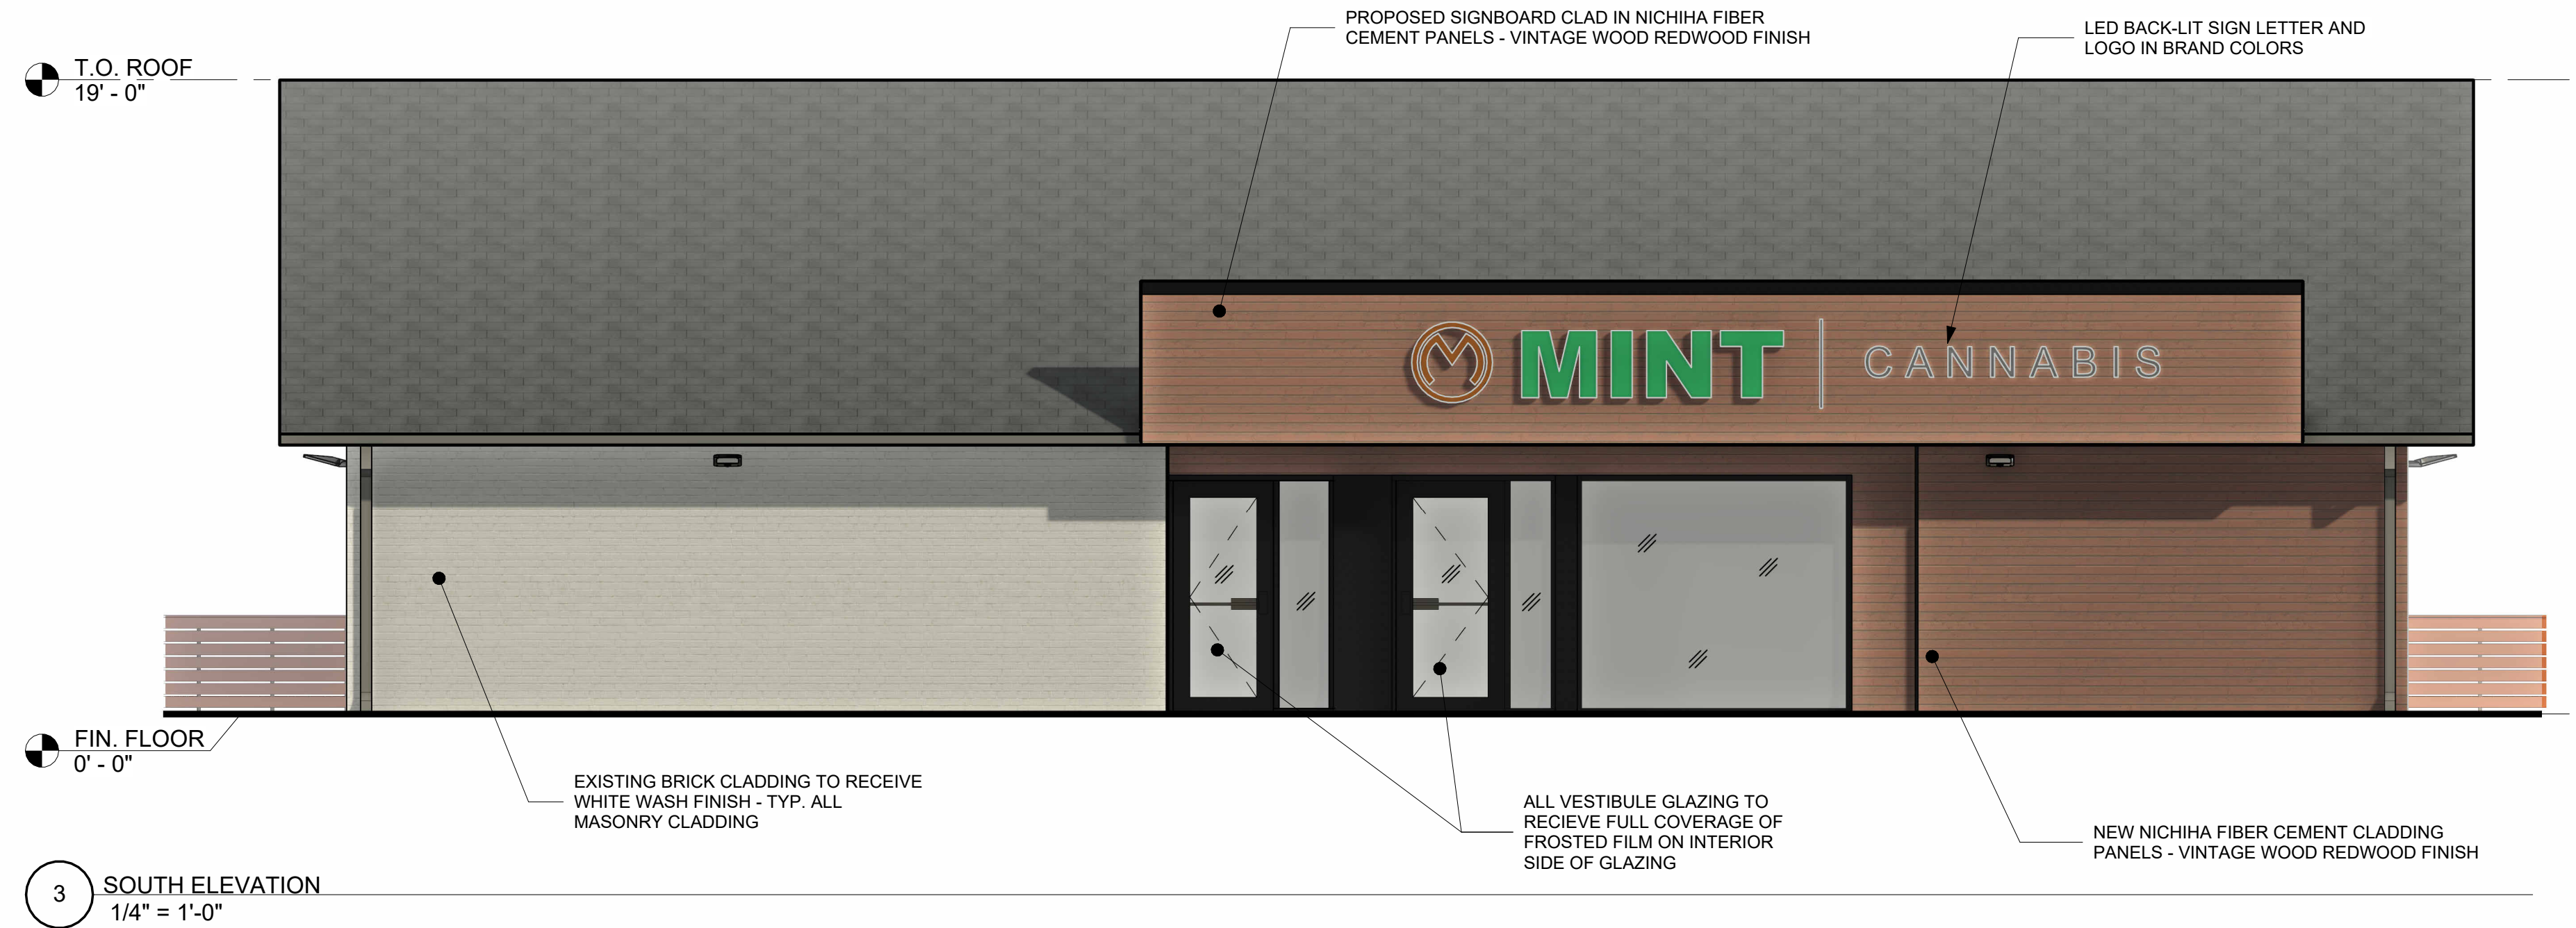 PROPOSED SIGNBOARD CLAD IN NICHIHA FIBER
CEMENT PANELS - VINTAGE WOOD REDWOOD FINISH
LED BACK-LIT SIGN LETTER AND
LOGO IN BRAND COLORS
T.O. ROOF
19' - 0"
MINT CANNABIS
FIN. FLOOR
0' - 0"
EXISTING BRICK CLADDING TO RECEIVE
WHITE WASH FINISH - TYP. ALL
MASONRY CLADDING
ALL VESTIBULE GLAZING TO
RECIEVE FULL COVERAGE OF
FROSTED FILM ON INTERIOR
SIDE OF GLAZING
NEW NICHIHA FIBER CEMENT CLADDING
PANELS - VINTAGE WOOD REDWOOD FINISH
3
SOUTH ELEVATION
1/4" = 1'-0"